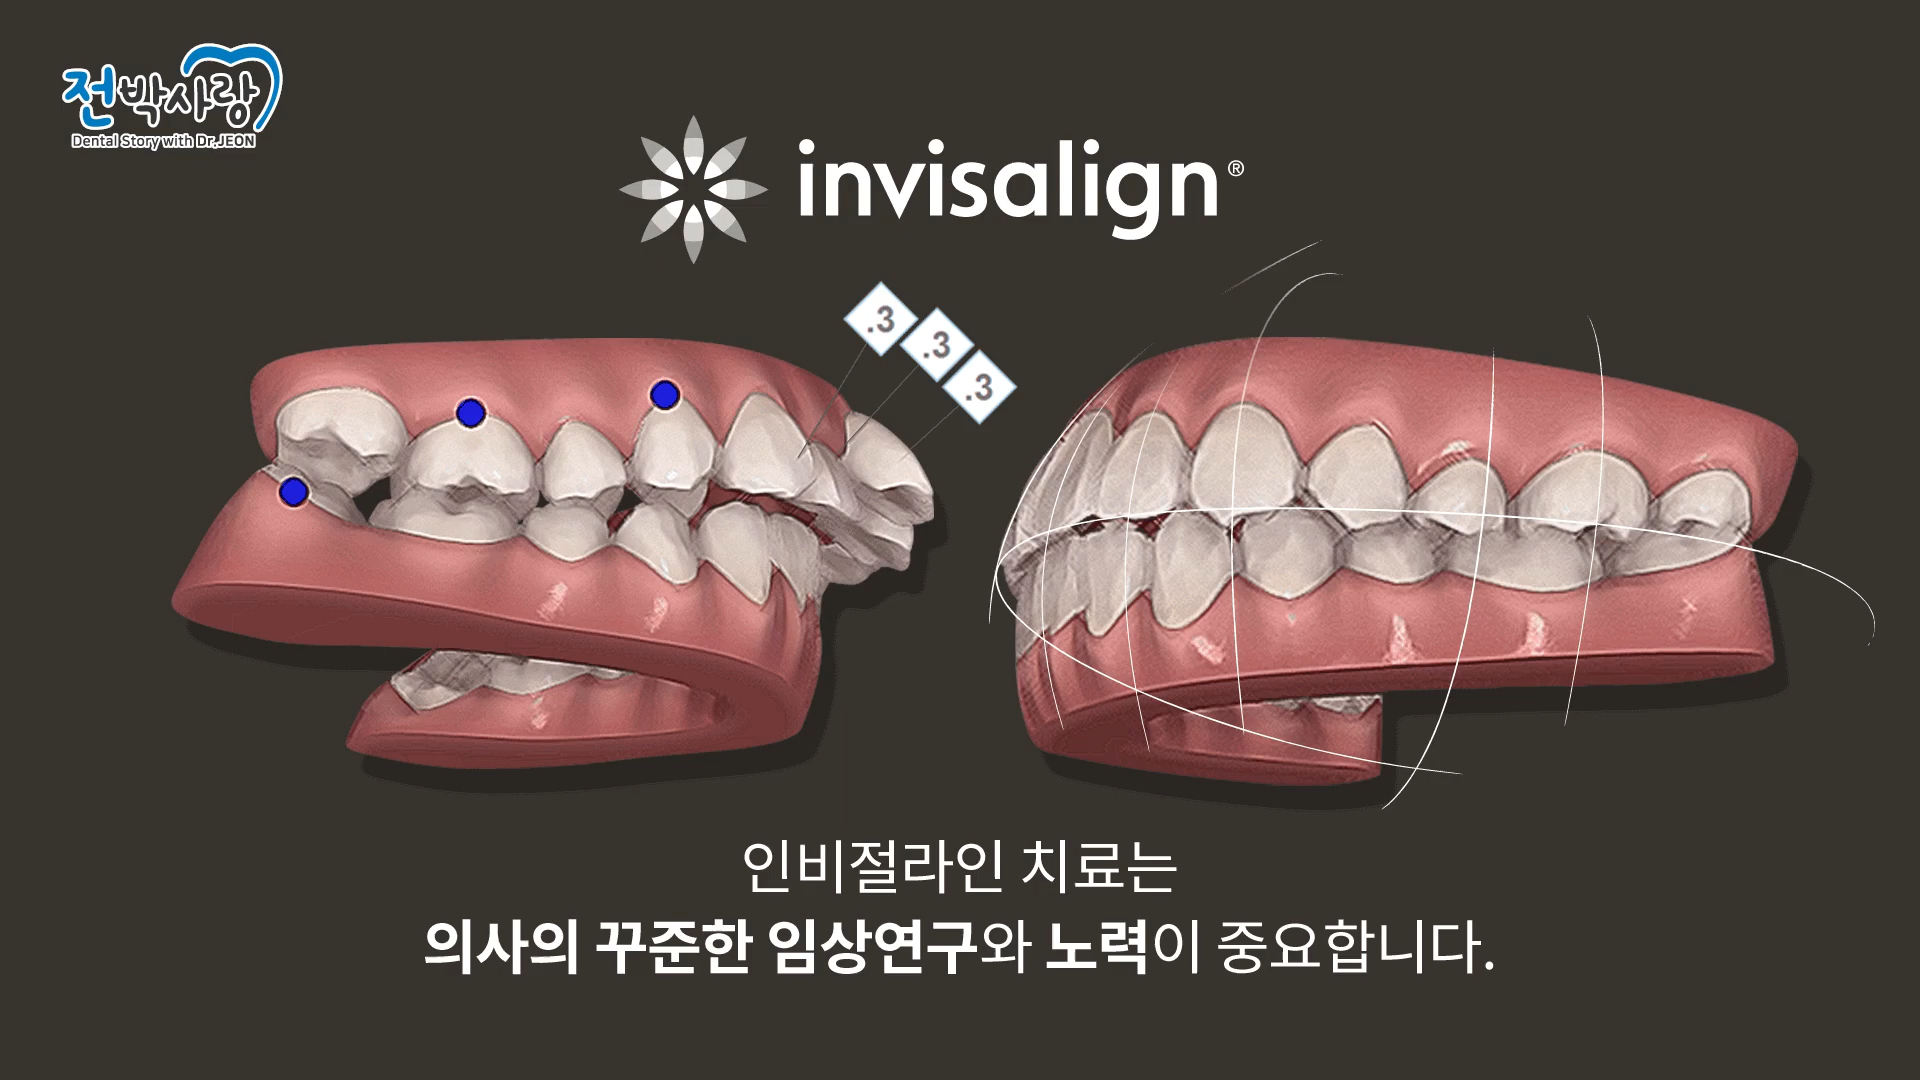 전박사랑
Dental Story with Dr.JEON
invisalign®
.3
.3
.3
인비절라인 치료는
의사의 꾸준한 임상연구와 노력이 중요합니다.